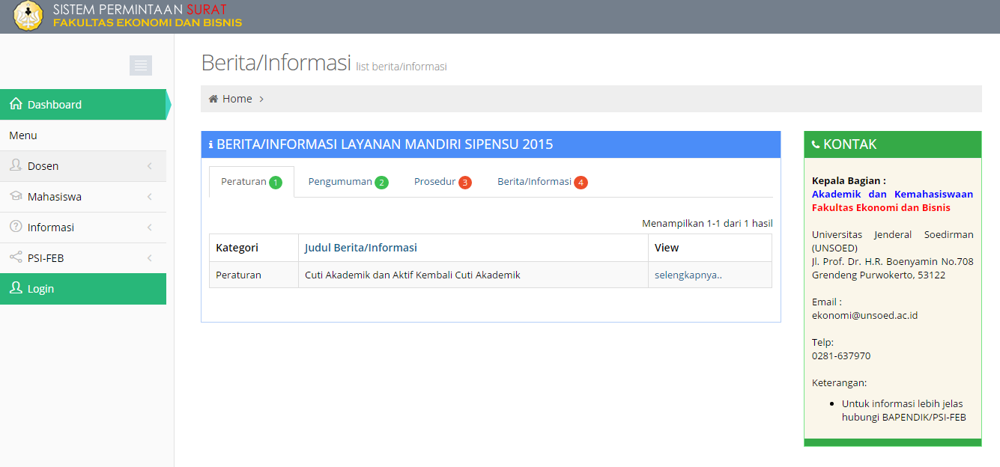 SISTEM PERMINTAAN SURAT
FAKULTAS EKONOMI DAN BISNIS
Dashboard
Menu
Dosen
Mahasiswa
Informasi
PSI-FEB
Login
Berita/Informasi list berita/informasi
Home
BERITA/INFORMASI LAYANAN MANDIRI SIPENSU 2015
Peraturan 1 Pengumuman 2 Prosedur 3 Berita/Informasi 4
Menampilkan 1-1 dari 1 hasil
Kategori Judul Berita/Informasi View
Peraturan Cuti Akademik dan Aktif Kembali Cuti Akademik selengkapnya..
KONTAK
Kepala Bagian :
Akademik dan Kemahasiswaan
Fakultas Ekonomi dan Bisnis
Universitas Jenderal Soedirman
(UNSOED)
Jl. Prof. Dr. H.R. Boenyamin No.708
Grendeng Purwokerto, 53122
Email :
ekonomi@unsoed.ac.id
Telp:
0281-637970
Keterangan:
Untuk informasi lebih jelas
hubungi BAPENDIK/PSI-FEB